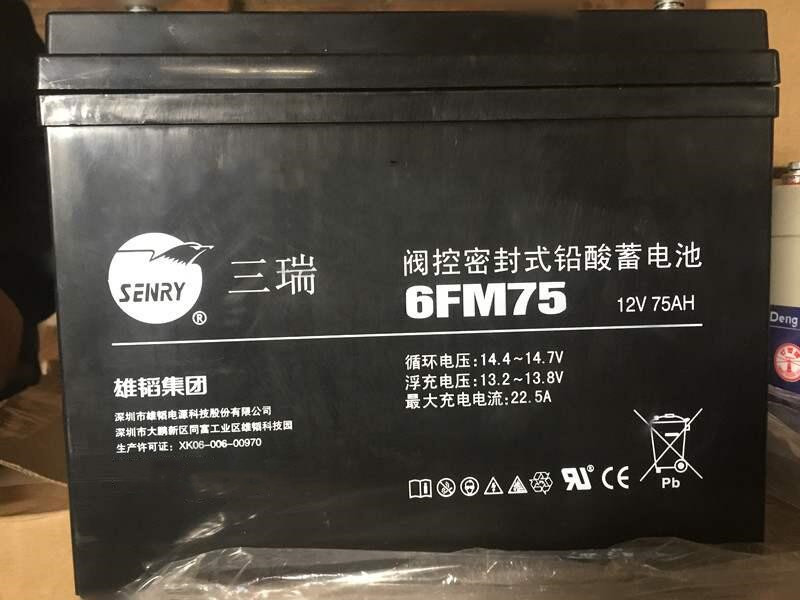 SENRY
®
三瑞
阀控密封式铅酸蓄电池
6FM75 12V 75AH
循环电压:14.4~14.7V
浮充电压:13.2~13.8V
最大充电电流:22.5A
雄韬集团
深圳市雄韬电源科技股份有限公司
深圳市大鹏新区同富工业区雄韬科技园
生产许可证: XK06-006-00970
CE
Pb
Deng